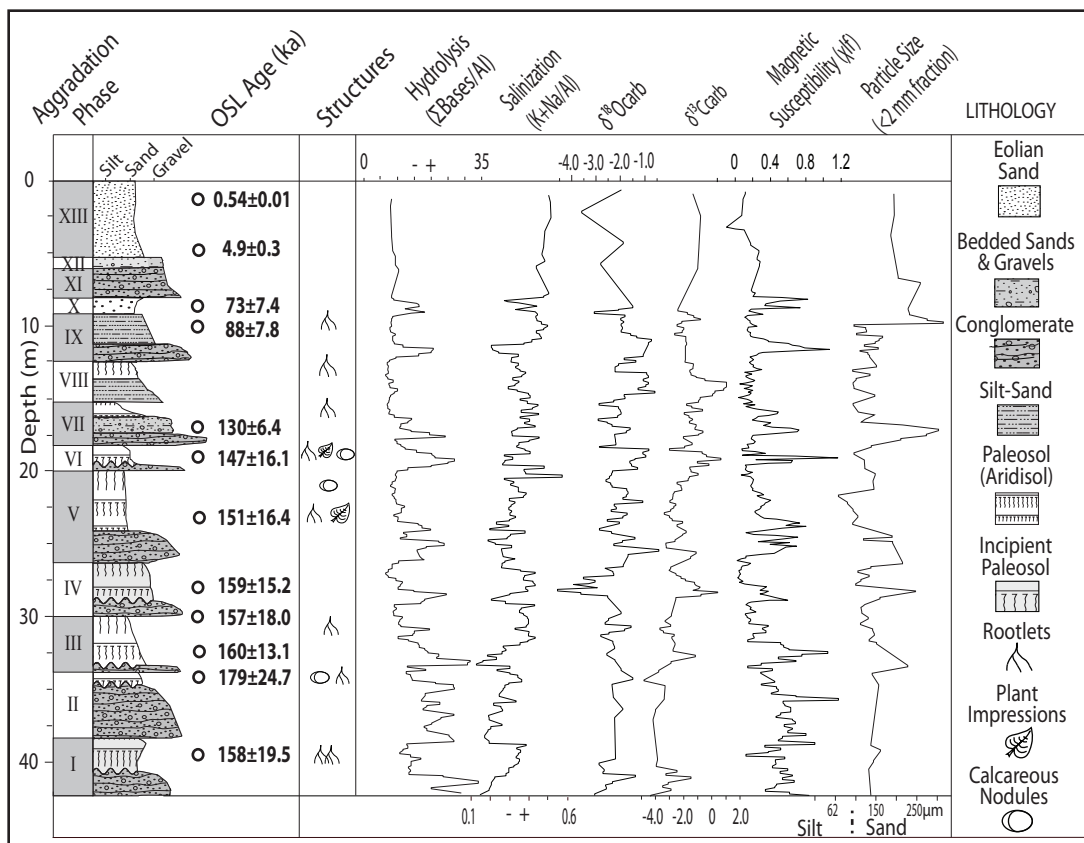 Aggradation
Phase
OSL Age (ka)
Structures
Hydrolysis
(ΣBases/Al)
Salinization
(K+Na/Al)
δ¹⁸Ocarb
δ¹³Ccarb
Magnetic
Susceptibility (χlf)
Particle Size
(<2 mm fraction)
LITHOLOGY
Silt
Sand
Gravel
0 - + 35
-4.0 -3.0 -2.0 -1.0
0 0.4 0.8 1.2
Depth (m)
0
10
20
30
40
XIII
XII
XI
X
IX
VIII
VII
VI
V
IV
III
II
I
0.54±0.01
4.9±0.3
73±7.4
88±7.8
130±6.4
147±16.1
151±16.4
159±15.2
157±18.0
160±13.1
179±24.7
158±19.5
0.1 - + 0.6
-4.0 -2.0 0 2.0
62 150 250µm
Silt Sand
Eolian
Sand
Bedded Sands
& Gravels
Conglomerate
Silt-Sand
Paleosol
(Aridisol)
Incipient
Paleosol
Rootlets
Plant
Impressions
Calcareous
Nodules